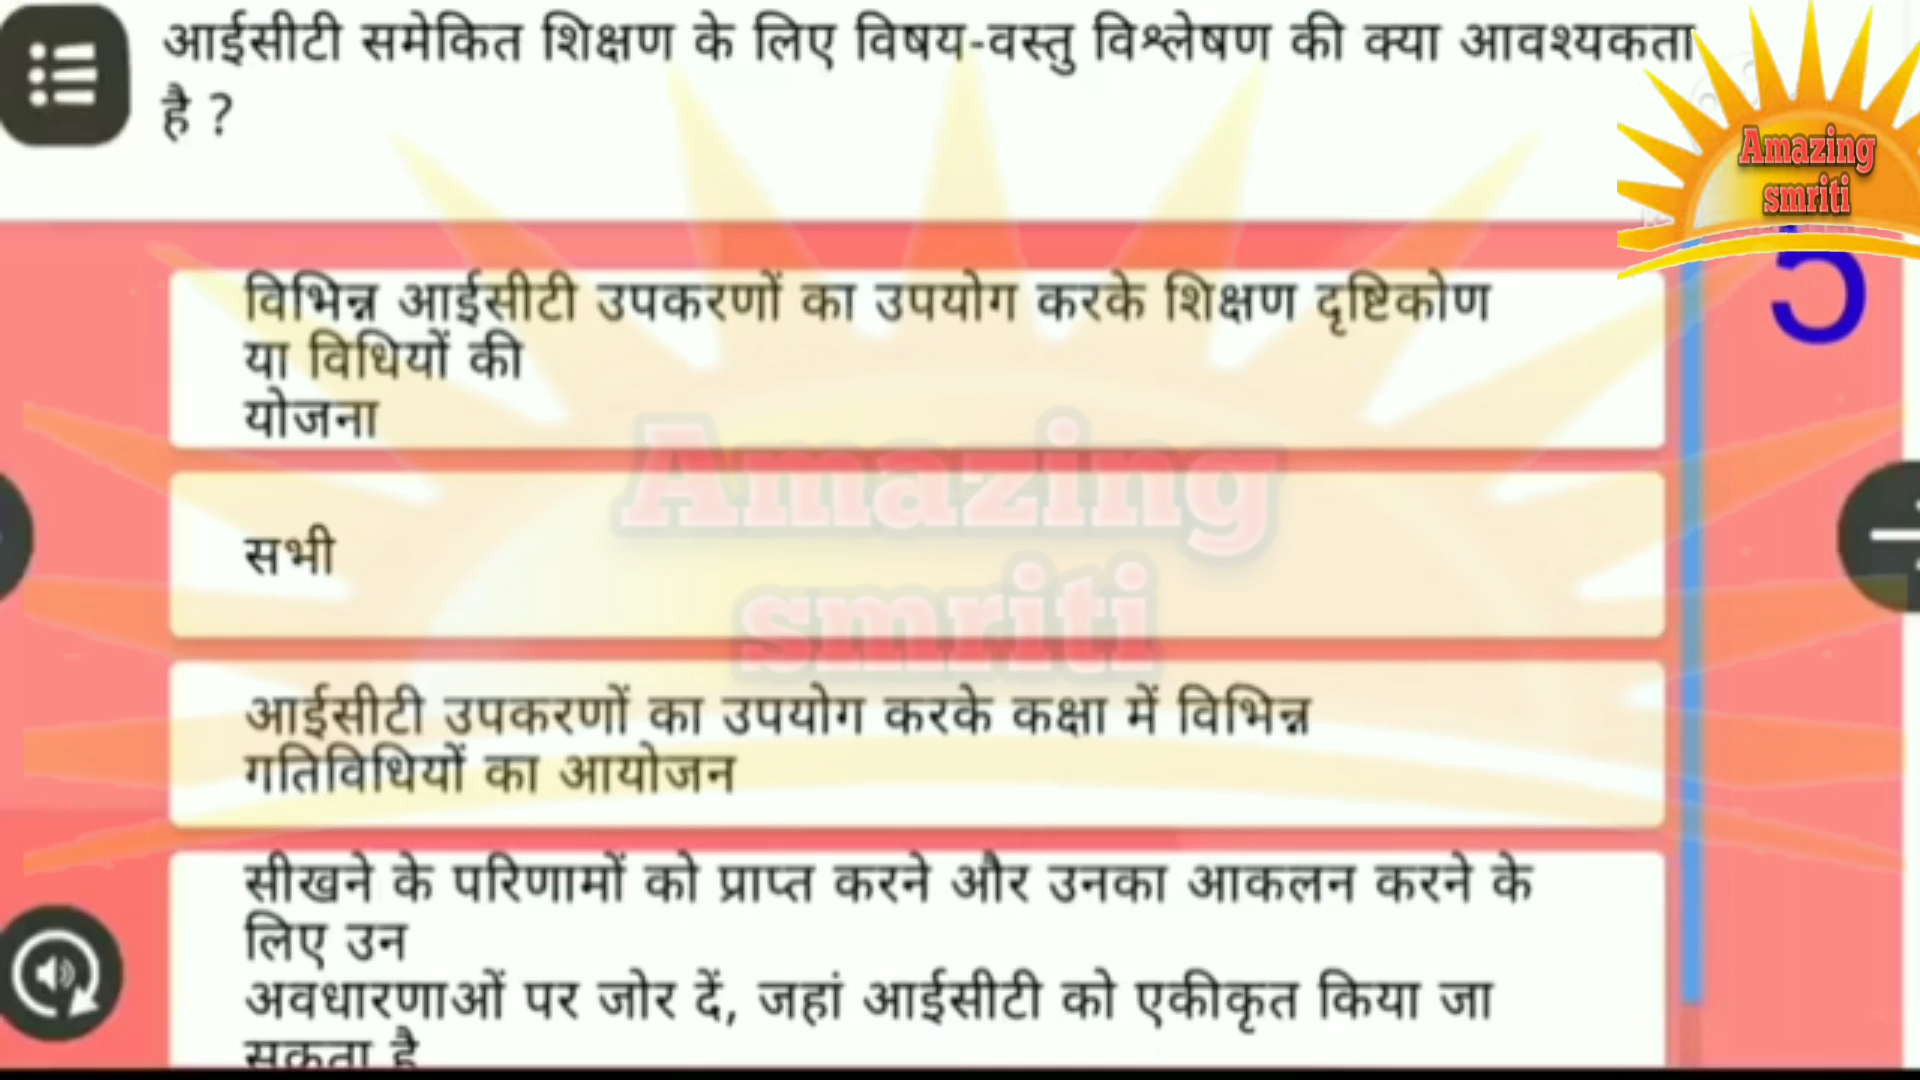 आईसीटी समेकित शिक्षण के लिए विषय-वस्तु विश्लेषण की क्या आवश्यकता
है ?
Amazing
smriti
5
विभिन्न आईसीटी उपकरणों का उपयोग करके शिक्षण दृष्टिकोण
या विधियों की
योजना
Amazing
सभी
smriti
आईसीटी उपकरणों का उपयोग करके कक्षा में विभिन्न
गतिविधियों का आयोजन
सीखने के परिणामों को प्राप्त करने और उनका आकलन करने के
लिए उन
अवधारणाओं पर जोर दें, जहां आईसीटी को एकीकृत किया जा
सकता है